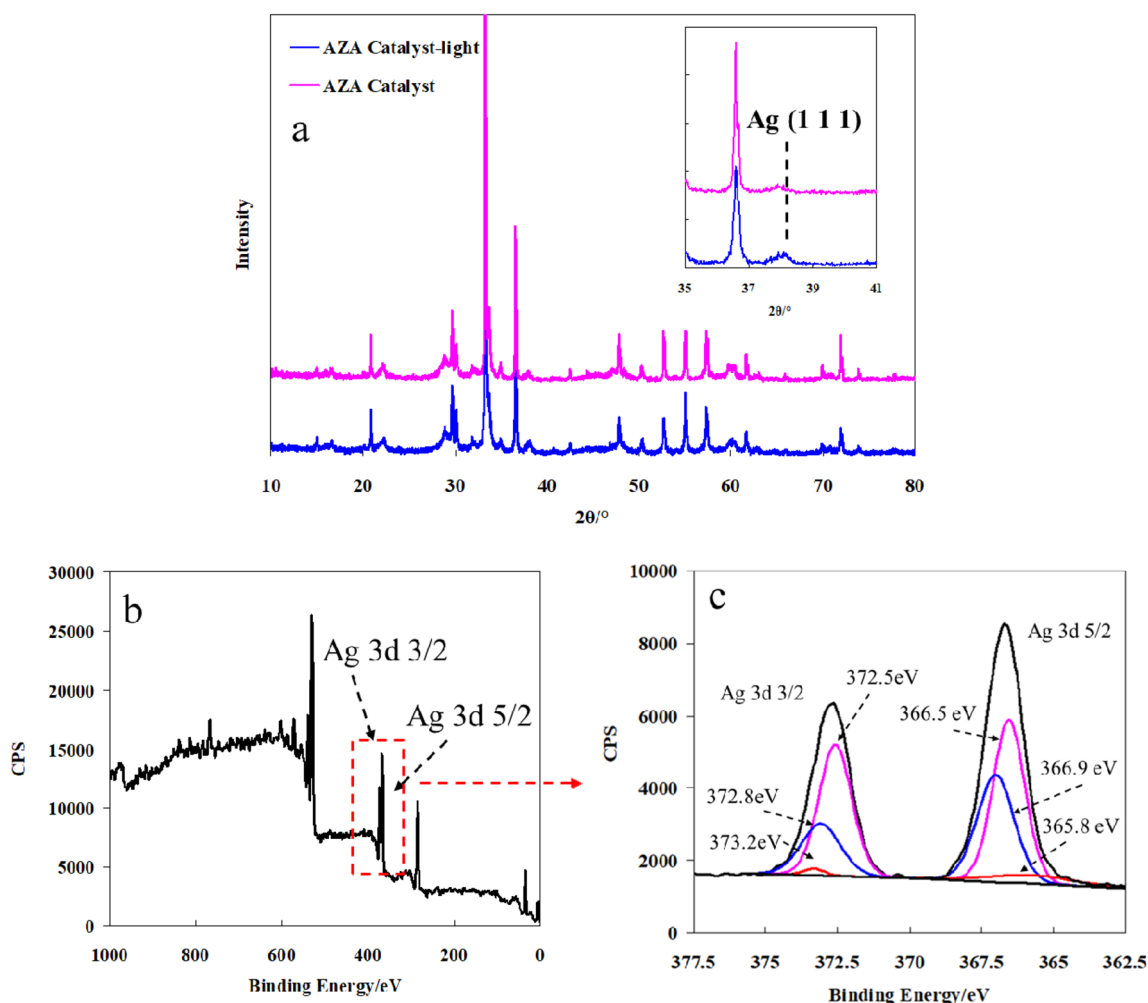 AZA Catalyst-light
AZA Catalyst
a
Intensity
10 20 30 40 50 60 70 80
2θ/°
Ag (1 1 1)
35 37 39 41
2θ/°
b
30000
25000
20000
15000
10000
5000
0
CPS
Ag 3d 3/2
Ag 3d 5/2
1000 800 600 400 200 0
Binding Energy/eV
c
10000
8000
6000
4000
2000
0
CPS
Ag 3d 5/2
372.5eV
Ag 3d 3/2
366.5 eV
366.9 eV
372.8eV
365.8 eV
373.2eV
377.5 375 372.5 370 367.5 365 362.5
Binding Energy/eV